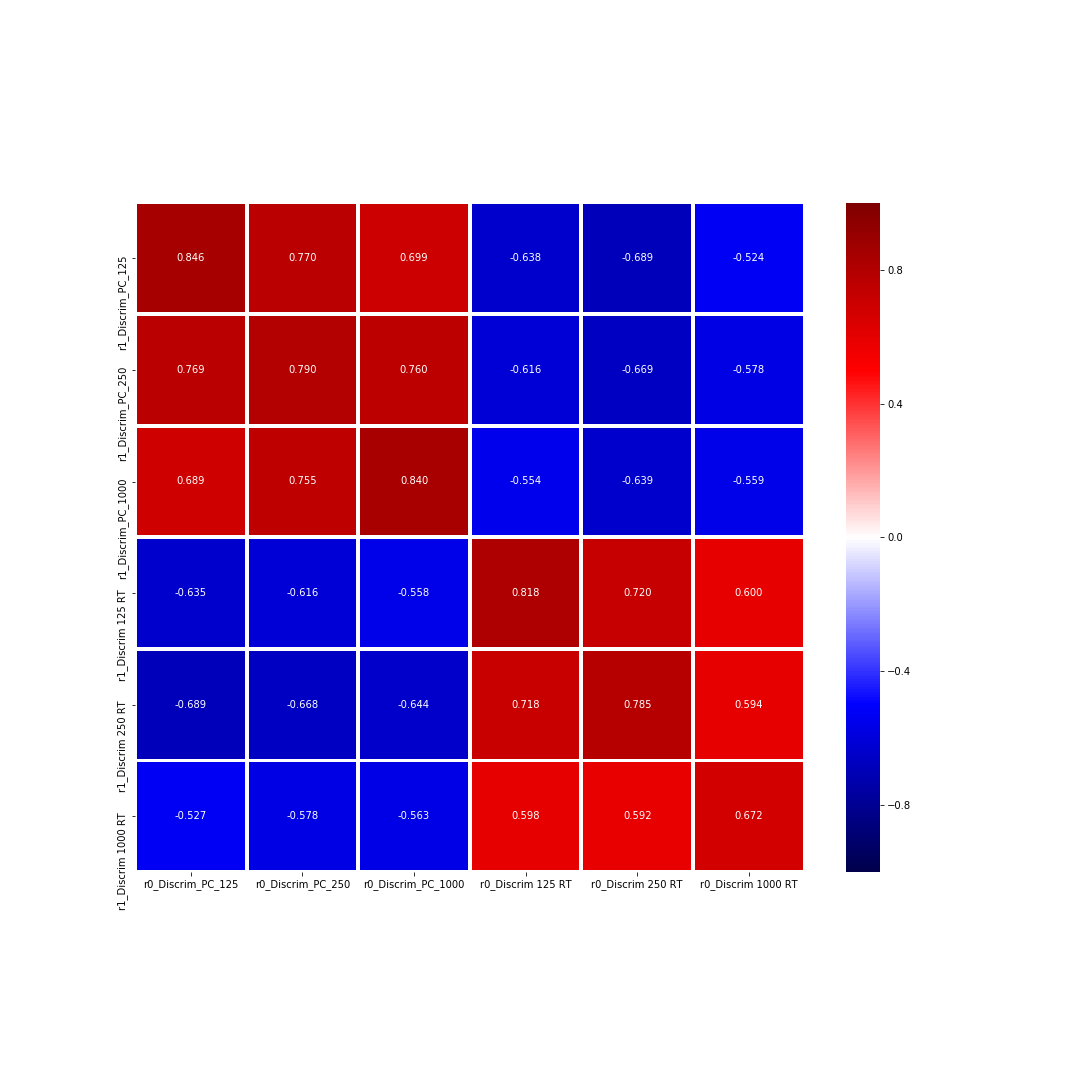 0.846 0.770 0.699 -0.638 -0.689 -0.524
0.769 0.790 0.760 -0.616 -0.669 -0.578
0.689 0.755 0.840 -0.554 -0.639 -0.559
-0.635 -0.616 -0.558 0.818 0.720 0.600
-0.689 -0.668 -0.644 0.718 0.785 0.594
-0.527 -0.578 -0.563 0.598 0.592 0.672
r1_Discrim_PC_125
r1_Discrim_PC_250
r1_Discrim_PC_1000
r1_Discrim 125 RT
r1_Discrim 250 RT
r1_Discrim 1000 RT
r0_Discrim_PC_125 r0_Discrim_PC_250 r0_Discrim_PC_1000 r0_Discrim 125 RT r0_Discrim 250 RT r0_Discrim 1000 RT
0.8
0.4
0.0
−0.4
−0.8